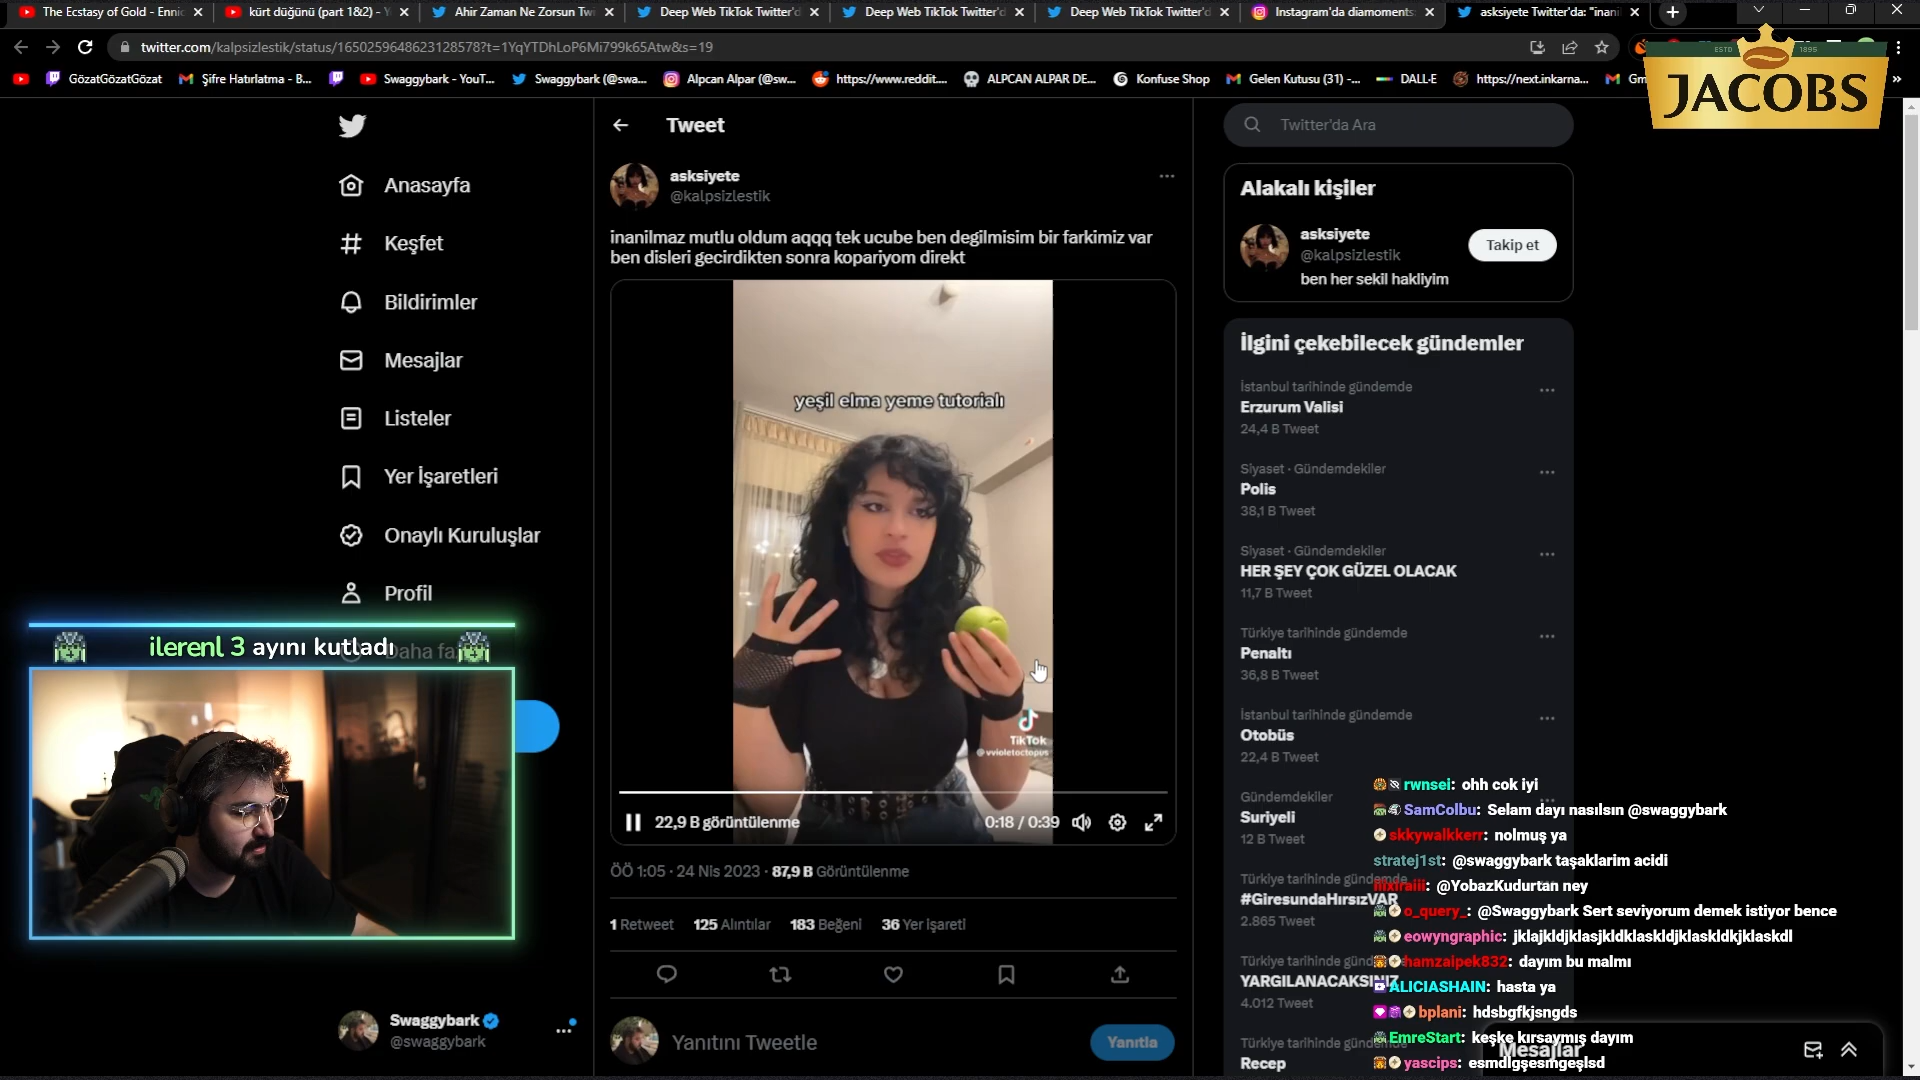 The Ecstasy of Gold - Ennic
kürt düğünü (part 1&2) - Y
Ahir Zaman Ne Zorsun Twi
Deep Web TikTok Twitter'd
Deep Web TikTok Twitter'd
Deep Web TikTok Twitter'd
Instagram'da diamoments
asksiyete Twitter'da: "inani
twitter.com/kalpsizlestik/status/1650259648623128578?t=1YqYTDhLoP6Mi799k65Atw&s=19
GözatGözatGözat
Şifre Hatırlatma - B...
Swaggybark - YouT...
Swaggybark (@swa...
Alpcan Alpar (@sw...
https://www.reddit....
ALPCAN ALPAR DE...
Konfuse Shop
Gelen Kutusu (31) -...
DALL·E
https://next.inkarna...
Gm
ESTD 1895
JACOBS
Anasayfa
Keşfet
Bildirimler
Mesajlar
Listeler
Yer İşaretleri
Onaylı Kuruluşlar
Profil
Daha fa
ilerenl 3 ayını kutladı
Swaggybark
@swaggybark
Tweet
asksiyete
@kalpsizlestik
inanilmaz mutlu oldum aqqq tek ucube ben degilmisim bir farkimiz var
ben disleri gecirdikten sonra kopariyom direkt
yeşil elma yeme tutorialı
TikTok
@vvioletoctopus
22,9 B görüntülenme
0:18 / 0:39
ÖÖ 1:05 · 24 Nis 2023 · 87,9 B Görüntülenme
1 Retweet 125 Alıntılar 183 Beğeni 36 Yer işareti
Yanıtını Tweetle
Yanıtla
Twitter'da Ara
Alakalı kişiler
asksiyete
@kalpsizlestik
ben her sekil hakliyim
Takip et
İlgini çekebilecek gündemler
İstanbul tarihinde gündemde
Erzurum Valisi
24,4 B Tweet
Siyaset · Gündemdekiler
Polis
38,1 B Tweet
Siyaset · Gündemdekiler
HER ŞEY ÇOK GÜZEL OLACAK
11,7 B Tweet
Türkiye tarihinde gündemde
Penaltı
36,8 B Tweet
İstanbul tarihinde gündemde
Otobüs
22,4 B Tweet
Gündemdekiler
Suriyeli
12 B Tweet
Türkiye tarihinde gündemde
#GiresundaHırsızVAR
2.865 Tweet
Türkiye tarihinde gündemde
YARGILANACAKSINIZ
4.012 Tweet
Türkiye tarihinde gündemde
Recep
Mesajlar
rwnsei: ohh cok iyi
SamColbu: Selam dayı nasılsın @swaggybark
skkywalkkerr: nolmuş ya
stratej1st: @swaggybark taşaklarim acidi
@YobazKudurtan ney
o_query_: @Swaggybark Sert seviyorum demek istiyor bence
eowyngraphic: jklajkldjklasjkldklaskldjklaskldkjklaskdl
hamzaipek832: dayım bu malmı
ALICIASHAIN: hasta ya
bplani: hdsbgfkjsngds
EmreStart: keşke kırsaymış dayım
yascips: esmdlgşesmgeşlsd